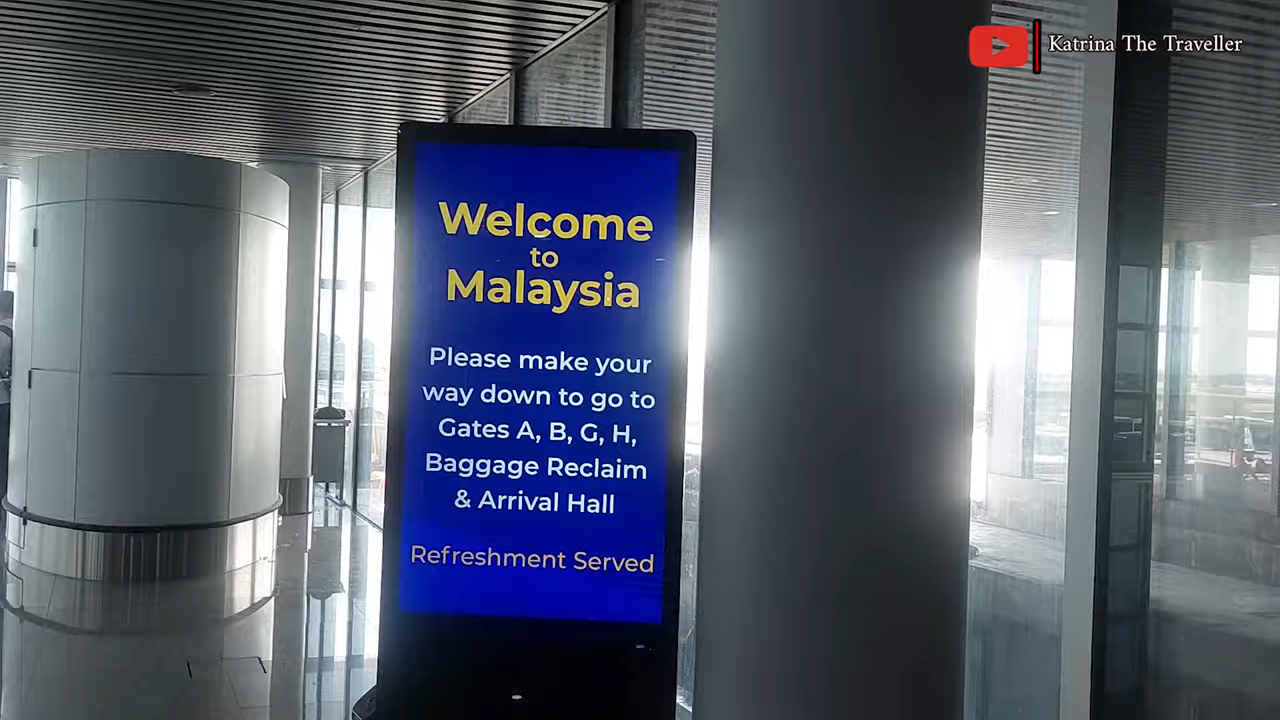 Katrina The Traveller
Welcome
to
Malaysia
Please make your
way down to go to
Gates A, B, G, H,
Baggage Reclaim
& Arrival Hall
Refreshment Served